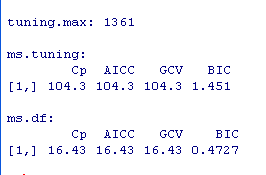 tuning.max: 1361
ms.tuning:
Cp AICC GCV BIC
[1,] 104.3 104.3 104.3 1.451
ms.df:
Cp AICC GCV BIC
[1,] 16.43 16.43 16.43 0.4727